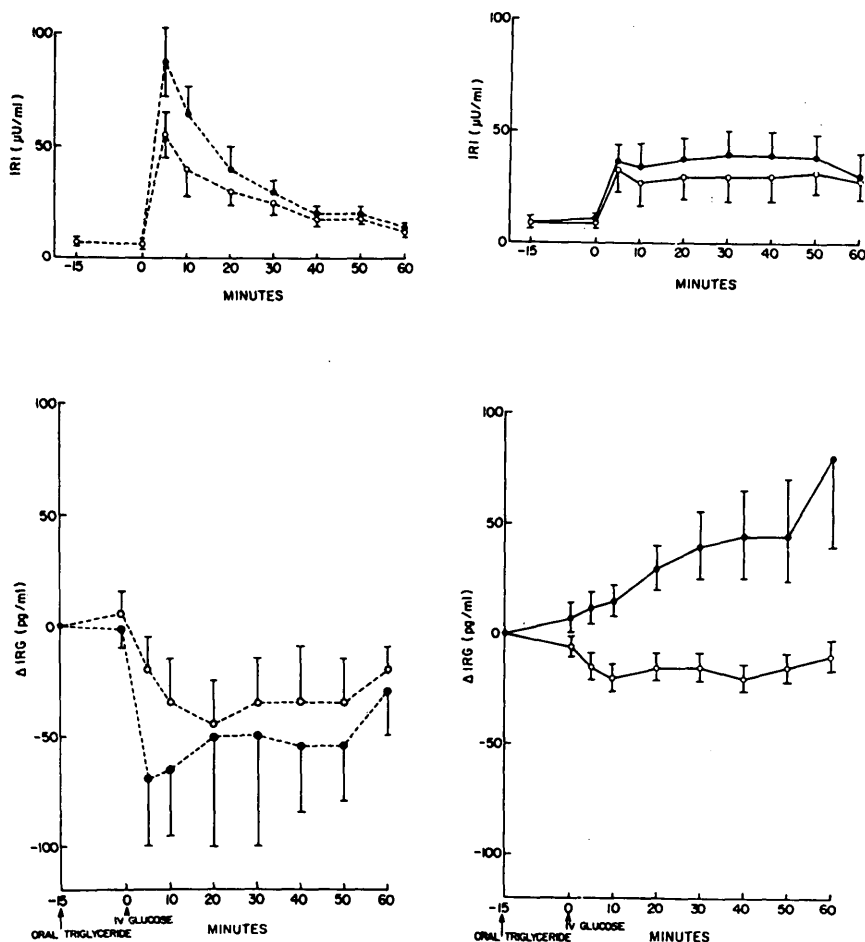 100
50
0
IRI (μU/ml)
-15 0 10 20 30 40 50 60
MINUTES
100
50
0
IRI (μU/ml)
-15 0 10 20 30 40 50 60
MINUTES
100
50
0
-50
-100
Δ IRG (pg/ml)
-15 0 10 20 30 40 50 60
IV GLUCOSE MINUTES
ORAL TRIGLYCERIDE
100
50
0
-50
-100
Δ IRG (pg/ml)
-15 0 10 20 30 40 50 60
IV GLUCOSE MINUTES
ORAL TRIGLYCERIDE